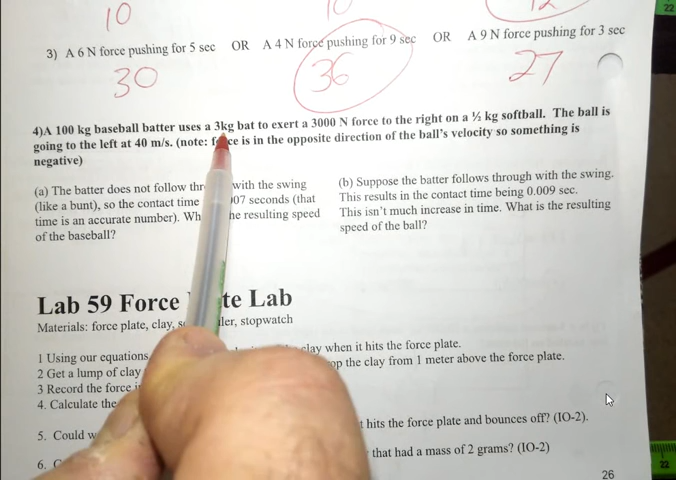 10 10 12
3) A 6 N force pushing for 5 sec OR A 4 N force pushing for 9 sec OR A 9 N force pushing for 3 sec
30 36 27
4)A 100 kg baseball batter uses a 3kg bat to exert a 3000 N force to the right on a ½ kg softball. The ball is
going to the left at 40 m/s. (note: f ce is in the opposite direction of the ball's velocity so something is
negative)
(a) The batter does not follow thr with the swing
(like a bunt), so the contact time 07 seconds (that
time is an accurate number). Wh he resulting speed
of the baseball?
(b) Suppose the batter follows through with the swing.
This results in the contact time being 0.009 sec.
This isn't much increase in time. What is the resulting
speed of the ball?
Lab 59 Force te Lab
Materials: force plate, clay, s ler, stopwatch
1 Using our equations clay when it hits the force plate.
2 Get a lump of clay op the clay from 1 meter above the force plate.
3 Record the force
4. Calculate the
5. Could w t hits the force plate and bounces off? (IO-2).
6. that had a mass of 2 grams? (IO-2)
26
22
22